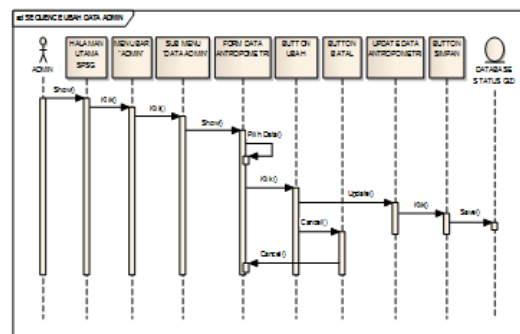 sd SEQUENCE UBAH DATA ADMIN
ADMIN
HALAMAN
UTAMA
SPSG
MENU BAR
"ADMIN"
SUB MENU
"DATA ADMIN"
FORM DATA
ANTROPOMETRI
BUTTON
UBAH
BUTTON
BATAL
UPDATE DATA
ANTROPOMETRI
BUTTON
SIMPAN
DATABASE
STATUS GIZI
Show()
Klik()
Klik()
Show()
Pilih Data()
Klik()
Update()
Klik()
Save()
Cancel()
Cancel()